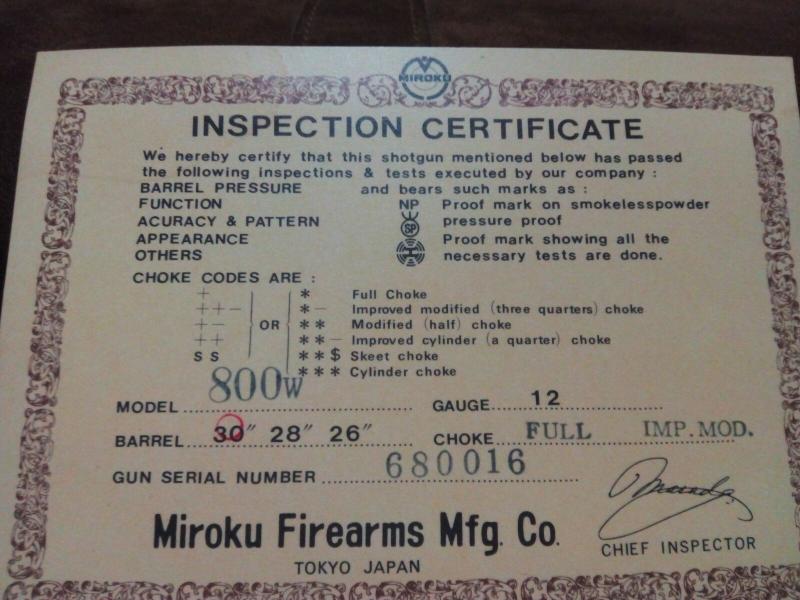 MIROKU
INSPECTION CERTIFICATE
We hereby certify that this shotgun mentioned below has passed
the following inspections & tests executed by our company :
BARREL PRESSURE and bears such marks as :
FUNCTION NP Proof mark on smokelesspowder
ACURACY & PATTERN SP pressure proof
APPEARANCE Proof mark showing all the
OTHERS necessary tests are done.
CHOKE CODES ARE :
+ * Full Choke
++- *- Improved modified (three quarters) choke
+- OR ** Modified (half) choke
++ **- Improved cylinder (a quarter) choke
SS **$ Skeet choke
*** Cylinder choke
MODEL 800W GAUGE 12
BARREL 30" 28" 26" CHOKE FULL IMP. MOD.
GUN SERIAL NUMBER 680016
Miroku Firearms Mfg. Co.
CHIEF INSPECTOR
TOKYO JAPAN